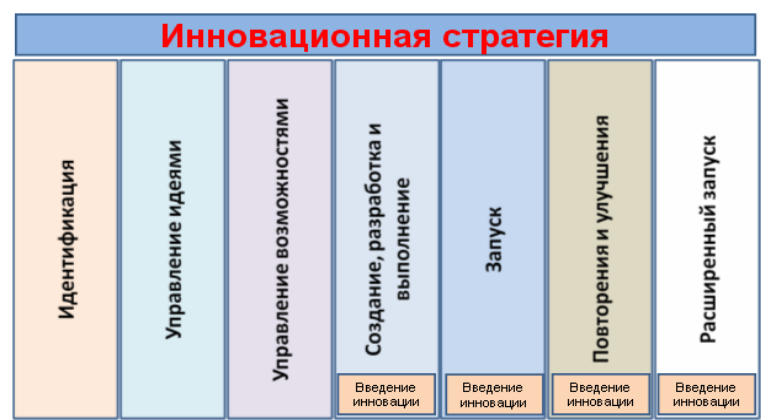 Инновационная стратегия
Идентификация
Управление идеями
Управление возможностями
Создание, разработка и
выполнение
Запуск
Повторения и улучшения
Расширенный запуск
Введение
инновации
Введение
инновации
Введение
инновации
Введение
инновации